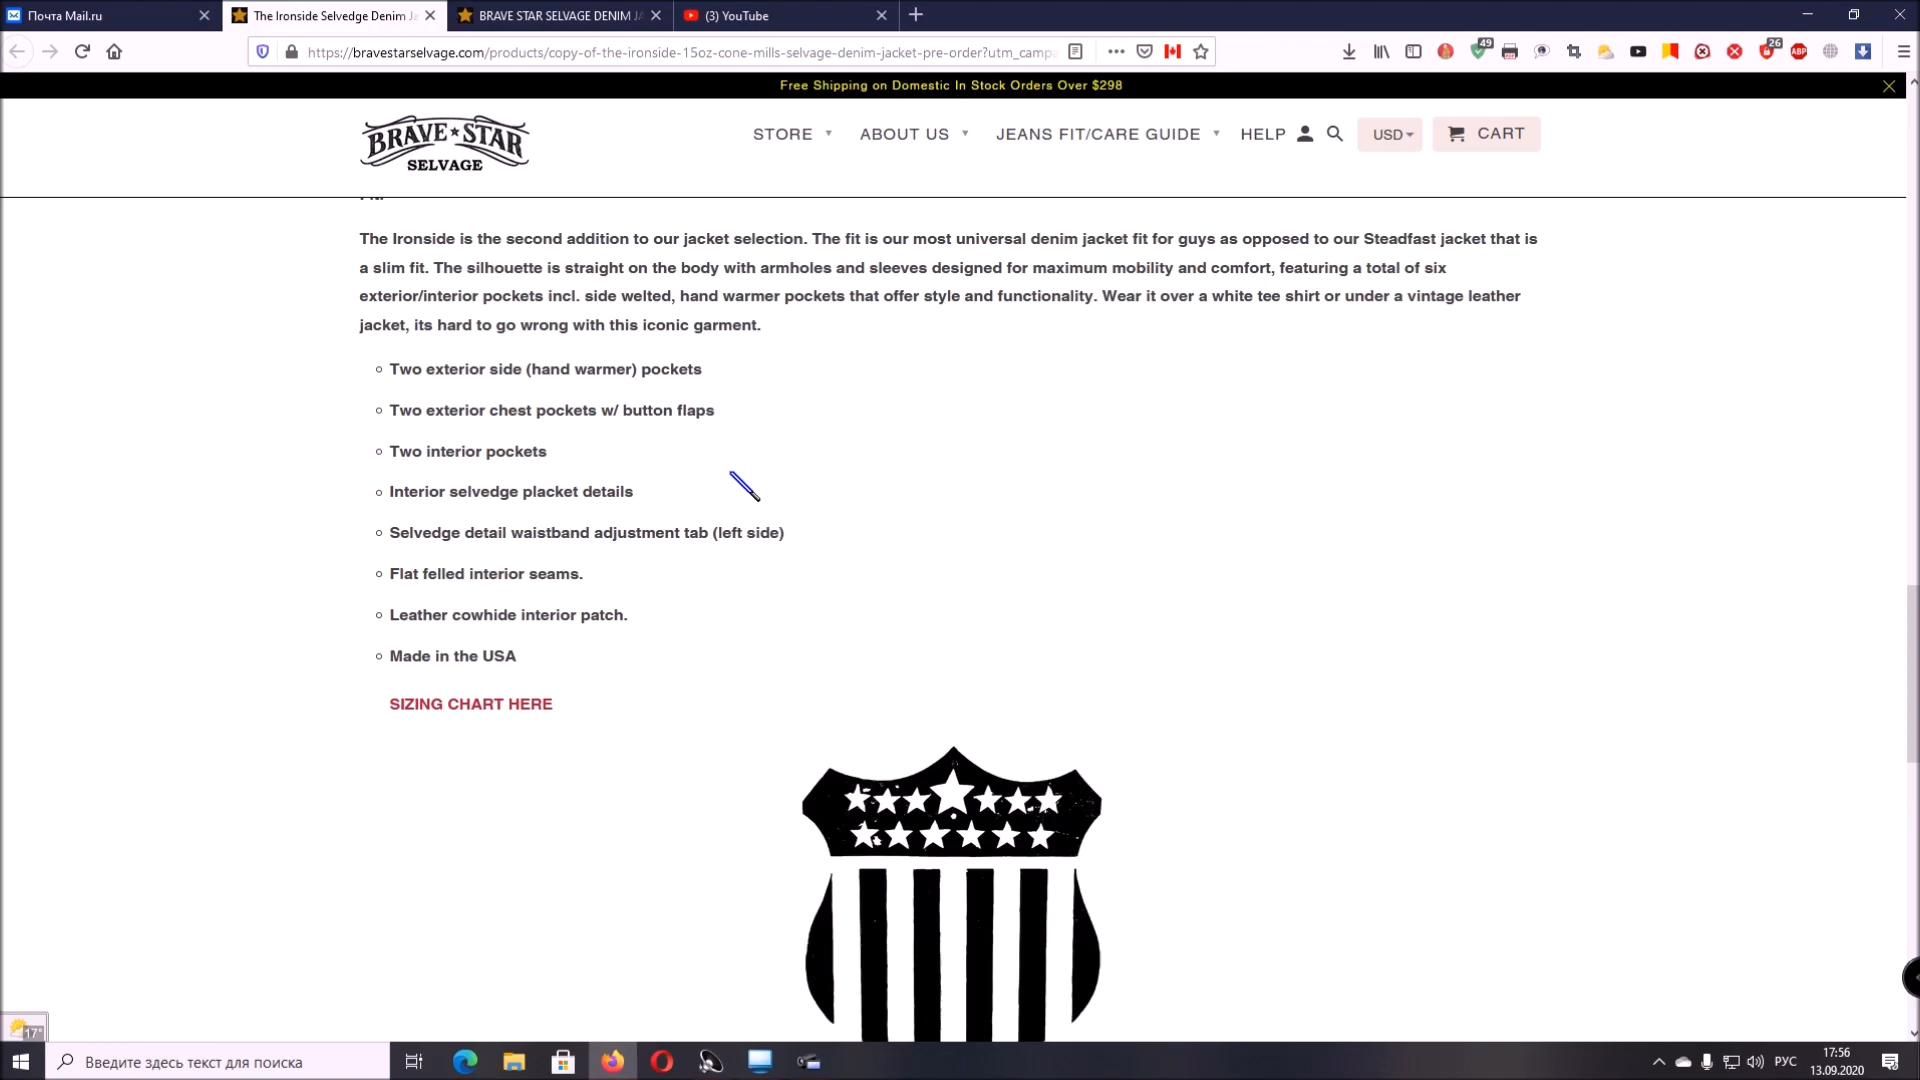 Почта Mail.ru
The Ironside Selvedge Denim Ja
BRAVE STAR SELVAGE DENIM JA
(3) YouTube
https://bravestarselvage.com/products/copy-of-the-ironside-15oz-cone-mills-selvage-denim-jacket-pre-order?utm_campa
49
26
ABP
Free Shipping on Domestic In Stock Orders Over $298
BRAVE STAR
SELVAGE
STORE ABOUT US JEANS FIT/CARE GUIDE HELP USD CART
The Ironside is the second addition to our jacket selection. The fit is our most universal denim jacket fit for guys as opposed to our Steadfast jacket that is
a slim fit. The silhouette is straight on the body with armholes and sleeves designed for maximum mobility and comfort, featuring a total of six
exterior/interior pockets incl. side welted, hand warmer pockets that offer style and functionality. Wear it over a white tee shirt or under a vintage leather
jacket, its hard to go wrong with this iconic garment.
Two exterior side (hand warmer) pockets
Two exterior chest pockets w/ button flaps
Two interior pockets
Interior selvedge placket details
Selvedge detail waistband adjustment tab (left side)
Flat felled interior seams.
Leather cowhide interior patch.
Made in the USA
SIZING CHART HERE
17°
Введите здесь текст для поиска
РУС
17:56
13.09.2020